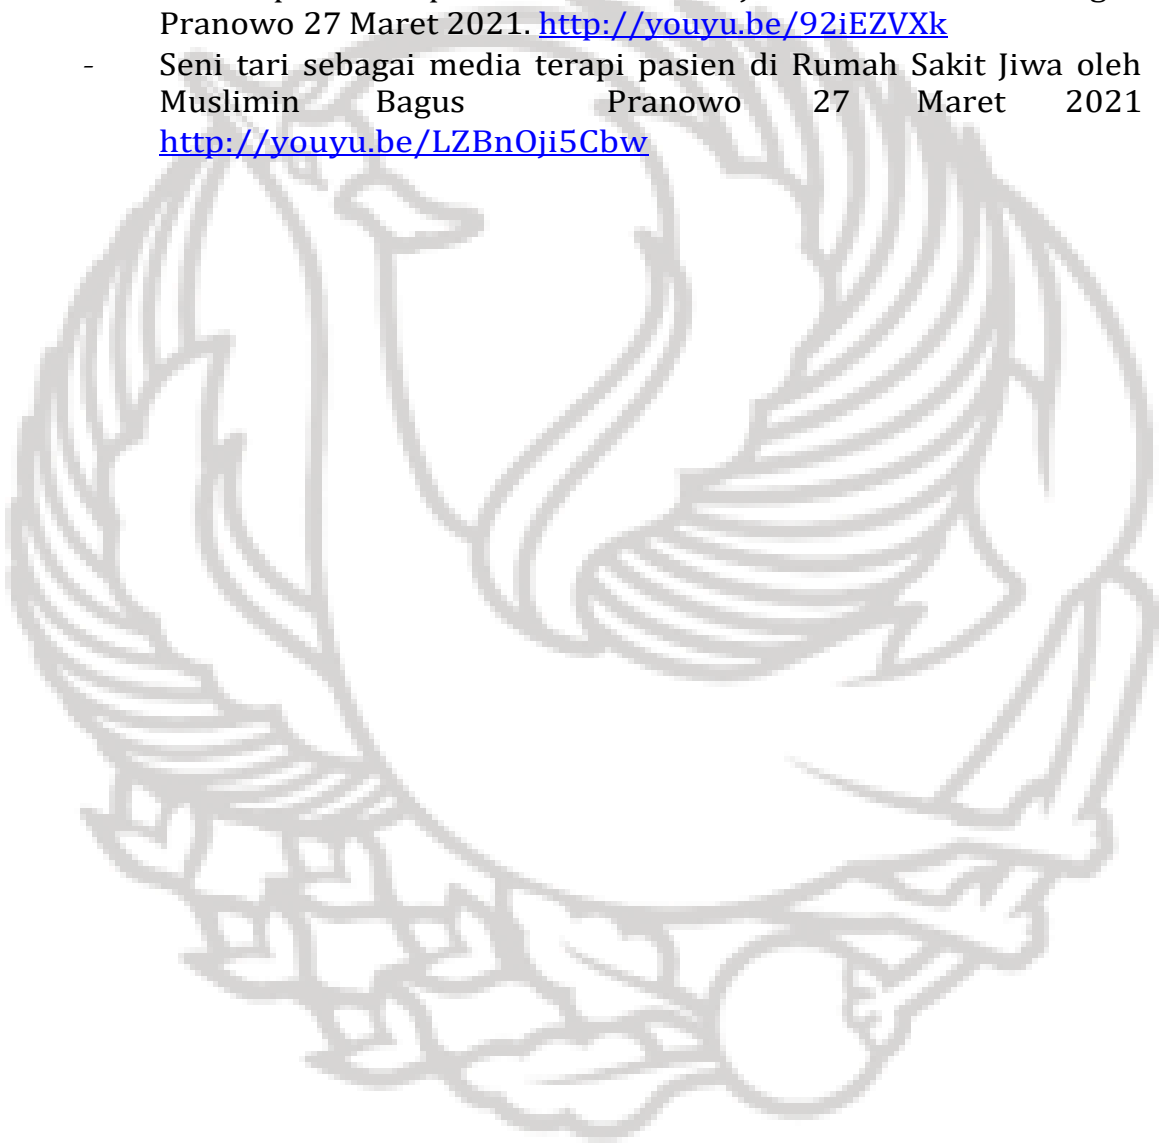 Pranowo 27 Maret 2021. http://youyu.be/92iEZVXk
- Seni tari sebagai media terapi pasien di Rumah Sakit Jiwa oleh
Muslimin Bagus Pranowo 27 Maret 2021
http://youyu.be/LZBnOji5Cbw